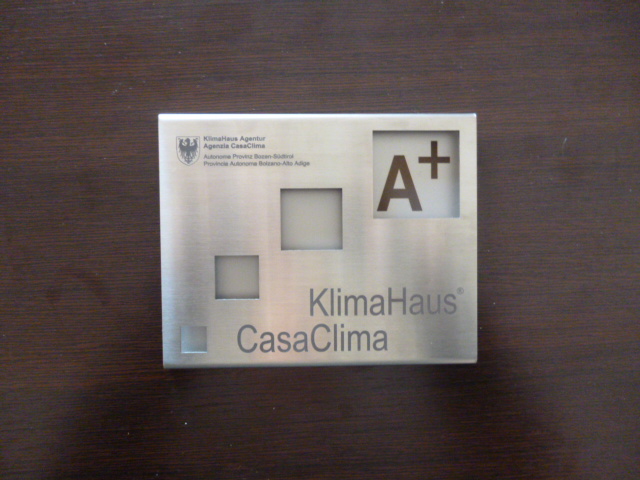 KlimaHaus Agentur
Agenzia CasaClima
Autonome Provinz Bozen-Südtirol
Provincia Autonoma Bolzano-Alto Adige
A+
KlimaHaus®
CasaClima